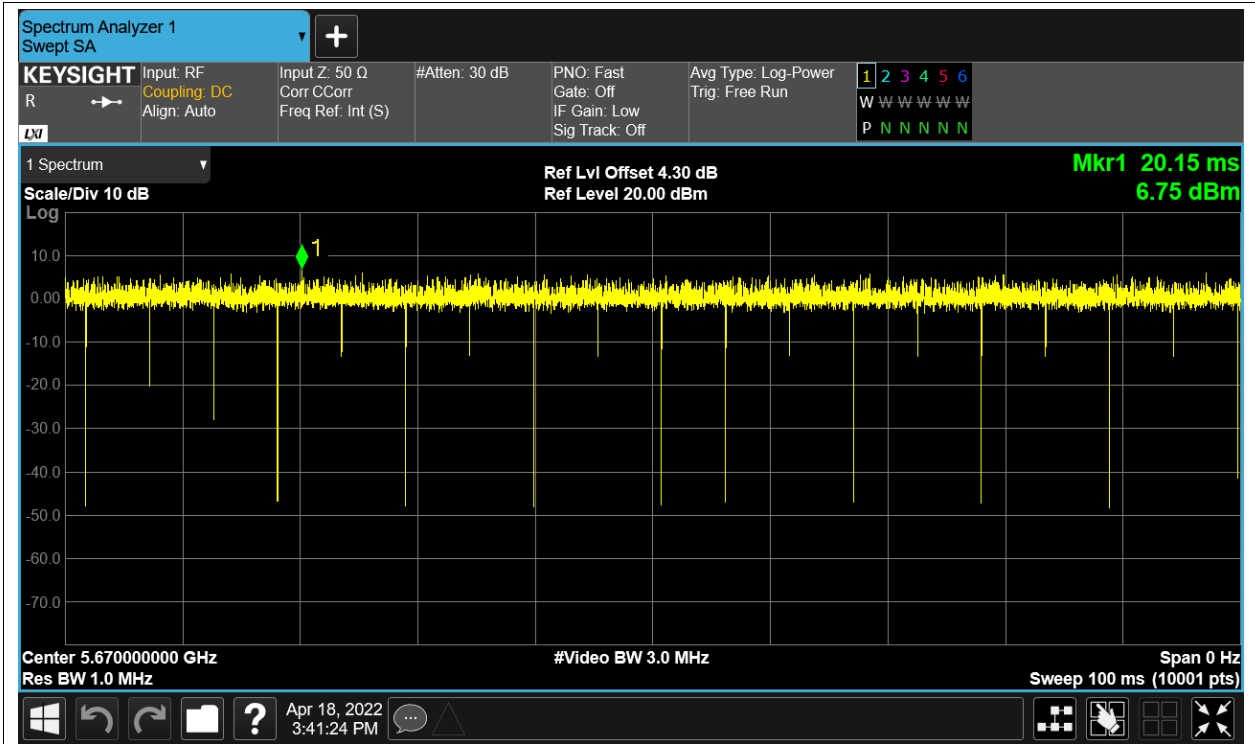 Spectrum Analyzer 1
Swept SA
KEYSIGHT
R
LXI
Input: RF
Coupling: DC
Align: Auto
Input Z: 50 Ω
Corr CCorr
Freq Ref: Int (S)
#Atten: 30 dB
PNO: Fast
Gate: Off
IF Gain: Low
Sig Track: Off
Avg Type: Log-Power
Trig: Free Run
1 2 3 4 5 6
W W W W W W
P N N N N N
1 Spectrum
Scale/Div 10 dB
Log
Ref Lvl Offset 4.30 dB
Ref Level 20.00 dBm
Mkr1 20.15 ms
6.75 dBm
1
10.0
0.00
-10.0
-20.0
-30.0
-40.0
-50.0
-60.0
-70.0
Center 5.670000000 GHz
Res BW 1.0 MHz
#Video BW 3.0 MHz
Span 0 Hz
Sweep 100 ms (10001 pts)
?
Apr 18, 2022
3:41:24 PM